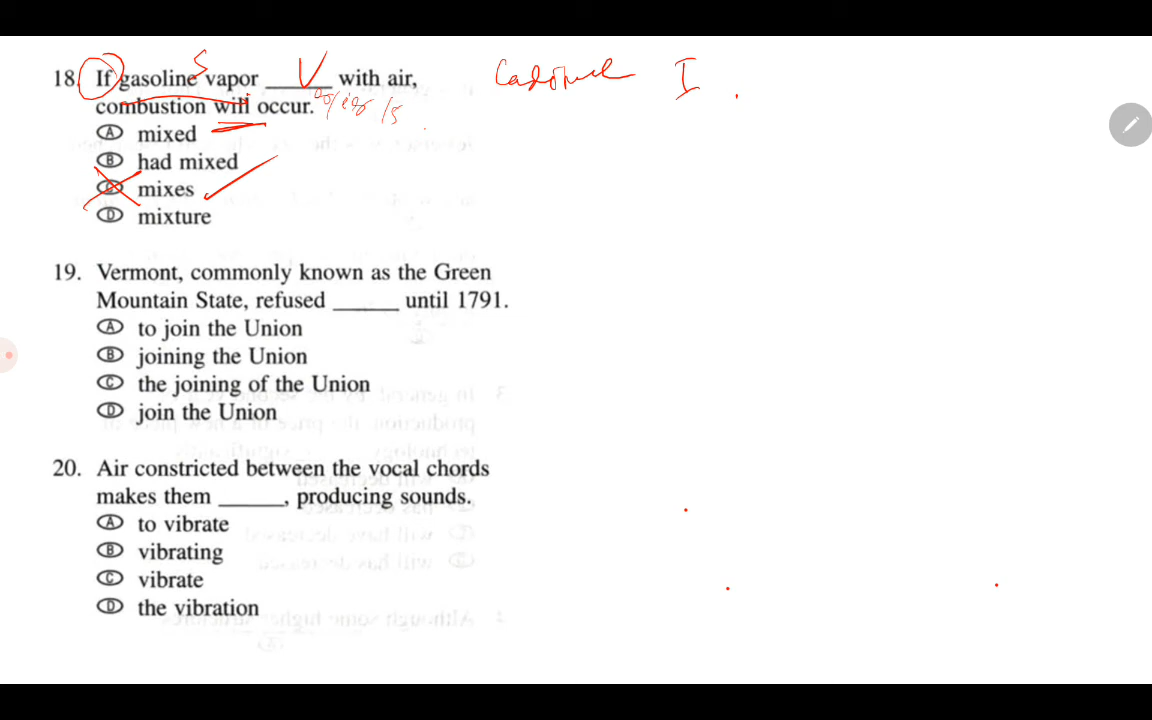 18. If gasoline vapor ______ with air,
combustion will occur.
Ⓐ mixed
Ⓑ had mixed
Ⓒ mixes
Ⓓ mixture
19. Vermont, commonly known as the Green
Mountain State, refused ______ until 1791.
Ⓐ to join the Union
Ⓑ joining the Union
Ⓒ the joining of the Union
Ⓓ join the Union
20. Air constricted between the vocal chords
makes them ______, producing sounds.
Ⓐ to vibrate
Ⓑ vibrating
Ⓒ vibrate
Ⓓ the vibration
S
V
I